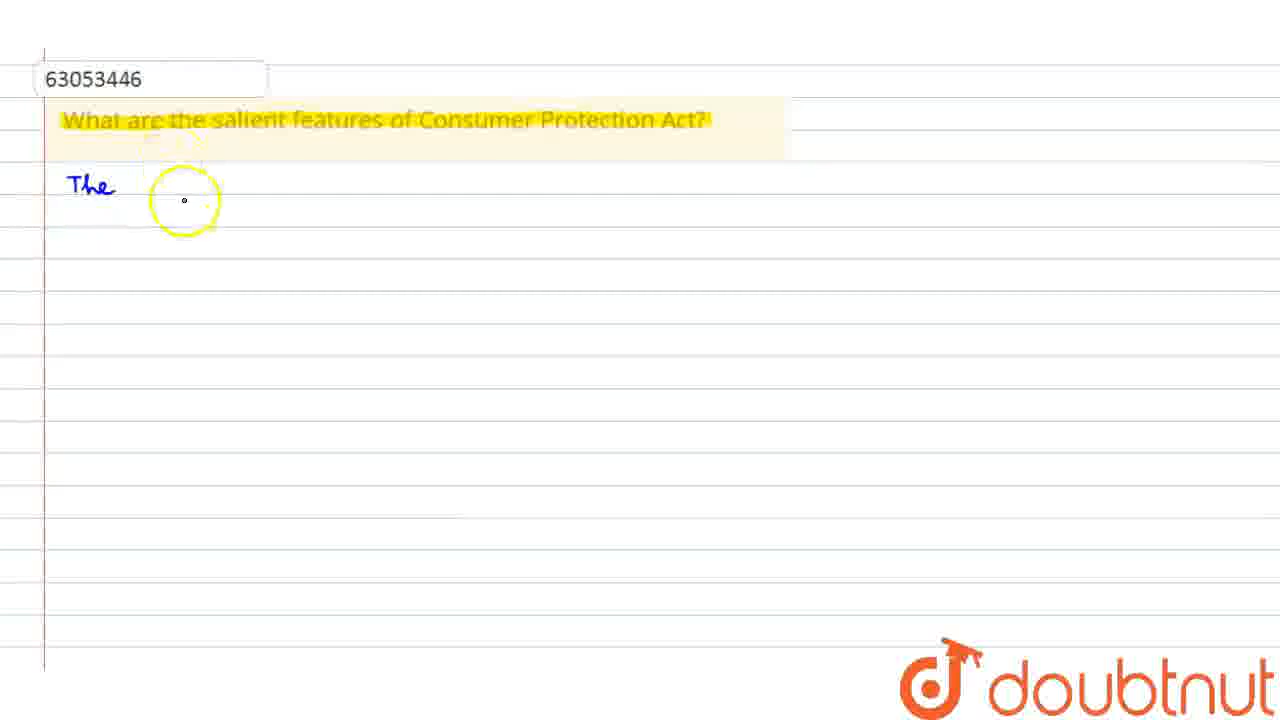 63053446
What are the salient features of Consumer Protection Act?
The
doubtnut